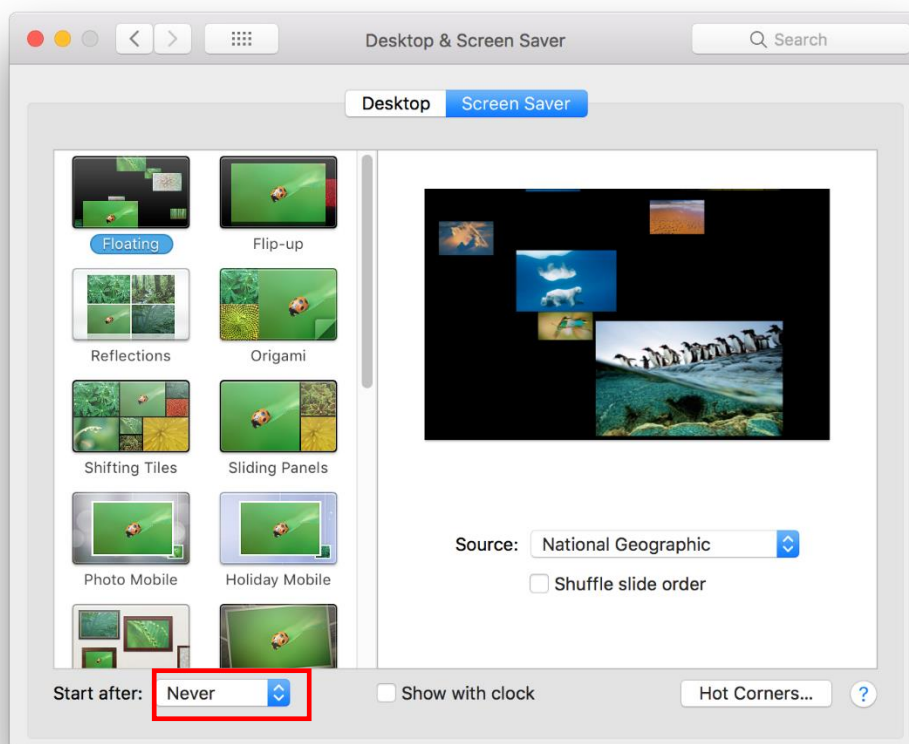 Desktop & Screen Saver
Search
Desktop Screen Saver
Floating Flip-up
Reflections Origami
Shifting Tiles Sliding Panels
Photo Mobile Holiday Mobile
Source: National Geographic
Shuffle slide order
Start after: Never Show with clock Hot Corners... ?